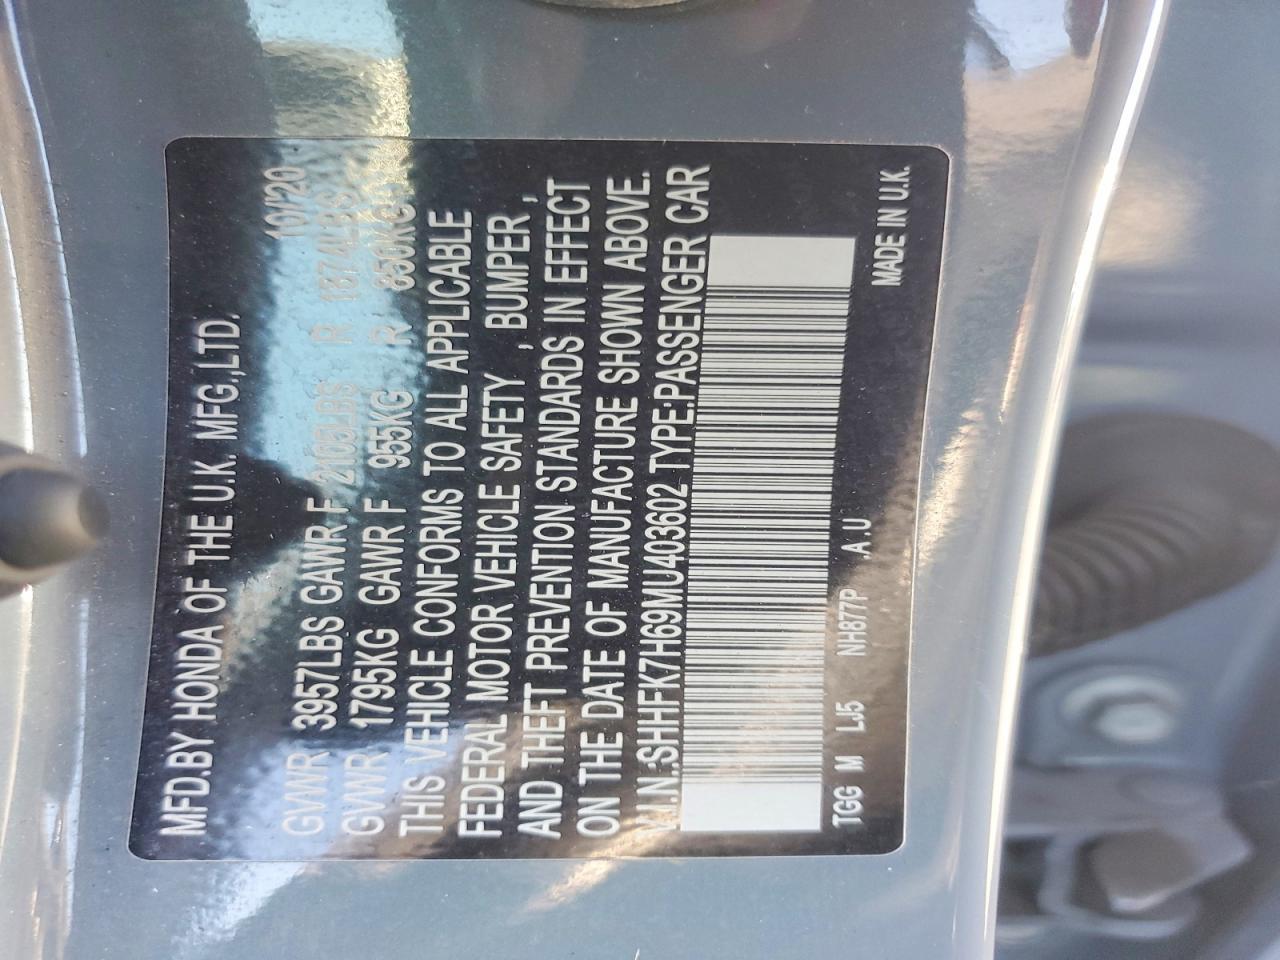 MFD.BY HONDA OF THE U.K. MFG.,LTD. 10/20
GVWR 3957LBS GAWR F 2105LBS R 1874LBS
GVWR 1795KG GAWR F 955KG R 850KG
THIS VEHICLE CONFORMS TO ALL APPLICABLE
FEDERAL MOTOR VEHICLE SAFETY , BUMPER ,
AND THEFT PREVENTION STANDARDS IN EFFECT
ON THE DATE OF MANUFACTURE SHOWN ABOVE.
V.I.N.:SHHFK7H69MU403602 TYPE:PASSENGER CAR
TGG M LJ5 NH877P A U MADE IN U.K.